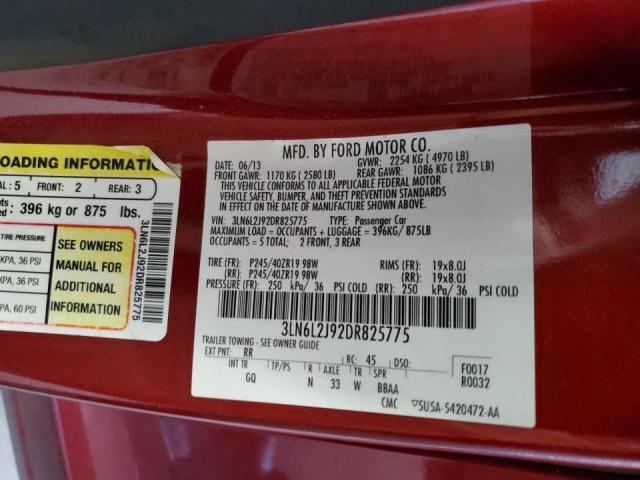 LOADING INFORMATI
AL: 5 FRONT: 2 REAR: 3
nts
ored 396 kg or 875 lbs.
TIRE PRESSURE
KPA, 36 PSI
KPA, 36 PSI
KPA, 60 PSI
SEE OWNERS
MANUAL FOR
ADDITIONAL
INFORMATION
3LN6L2J92DR825775
MFD. BY FORD MOTOR CO.
DATE: 06/13 GVWR: 2254 KG ( 4970 LB)
FRONT GAWR: 1170 KG ( 2580 LB) REAR GAWR: 1086 KG ( 2395 LB)
THIS VEHICLE CONFORMS TO ALL APPLICABLE FEDERAL MOTOR
VEHICLE SAFETY, BUMPER, AND THEFT PREVENTION STANDARDS
IN EFFECT ON THE DATE OF MANUFACTURE SHOWN ABOVE.
VIN: 3LN6L2J92DR825775 TYPE: Passenger Car
MAXIMUM LOAD = OCCUPANTS + LUGGAGE = 396KG/ 875LB
OCCUPANTS: 5 TOTAL; 2 FRONT, 3 REAR
TIRE (FR): P245/40ZR19 98W RIMS (FR): 19x8.0J
(RR): P245/40ZR19 98W (RR): 19x8.0J
PRESSURE (FR): 250 kPa/ 36 PSI COLD (RR): 250 kPa/ 36 PSI COLD
3LN6L2J92DR825775
TRAILER TOWING - SEE OWNER GUIDE
EXT PNT: RR RC: 45 DSO: F0017
R0032
INT TR TP/PS R AXLE TR SPR
GQ N 33 W BBAA
CMC 5USA-5420472-AA